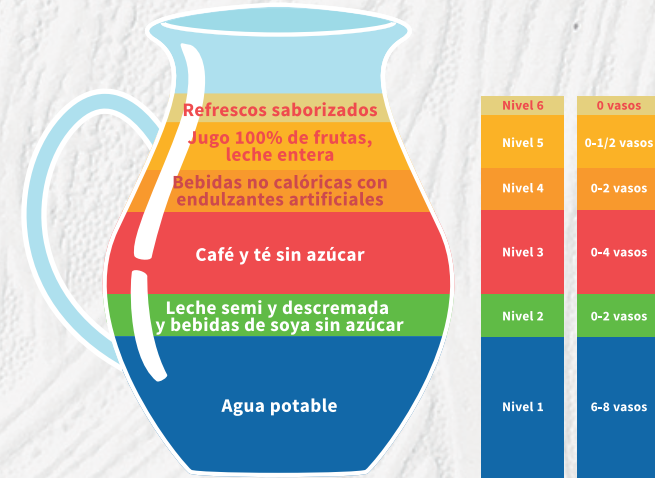 Refrescos saborizados
Jugo 100% de frutas,
leche entera
Bebidas no calóricas con
endulzantes artificiales
Café y té sin azúcar
Leche semi y descremada
y bebidas de soya sin azúcar
Agua potable
Nivel 6 0 vasos
Nivel 5 0-1/2 vasos
Nivel 4 0-2 vasos
Nivel 3 0-4 vasos
Nivel 2 0-2 vasos
Nivel 1 6-8 vasos